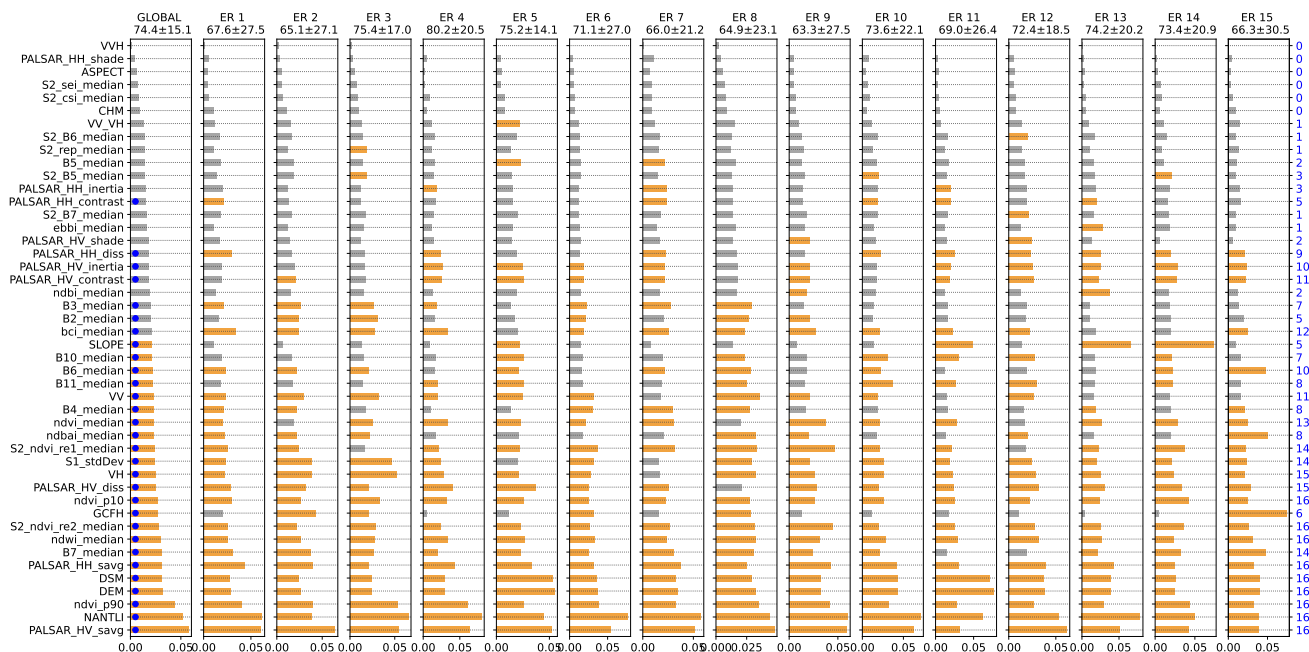 GLOBAL ER 1 ER 2 ER 3 ER 4 ER 5 ER 6 ER 7 ER 8 ER 9 ER 10 ER 11 ER 12 ER 13 ER 14 ER 15
74.4±15.1 67.6±27.5 65.1±27.1 75.4±17.0 80.2±20.5 75.2±14.1 71.1±27.0 66.0±21.2 64.9±23.1 63.3±27.5 73.6±22.1 69.0±26.4 72.4±18.5 74.2±20.2 73.4±20.9 66.3±30.5
VVH 0
PALSAR_HH_shade 0
ASPECT 0
S2_sei_median 0
S2_csi_median 0
CHM 0
VV_VH 1
S2_B6_median 1
S2_rep_median 1
B5_median 2
S2_B5_median 3
PALSAR_HH_inertia 3
PALSAR_HH_contrast 5
S2_B7_median 1
ebbi_median 1
PALSAR_HV_shade 2
PALSAR_HH_diss 9
PALSAR_HV_inertia 10
PALSAR_HV_contrast 11
ndbi_median 2
B3_median 7
B2_median 5
bci_median 12
SLOPE 5
B10_median 7
B6_median 10
B11_median 8
VV 11
B4_median 8
ndvi_median 13
ndbai_median 8
S2_ndvi_re1_median 14
S1_stdDev 14
VH 15
PALSAR_HV_diss 15
ndvi_p10 16
GCFH 6
S2_ndvi_re2_median 16
ndwi_median 16
B7_median 14
PALSAR_HH_savg 16
DSM 16
DEM 16
ndvi_p90 16
NANTLI 16
PALSAR_HV_savg 16
0.00 0.05 0.00 0.05 0.00 0.05 0.00 0.05 0.00 0.05 0.00 0.05 0.00 0.05 0.00 0.05 0.00 0.05 0.00 0.05 0.00 0.05 0.00 0.05 0.00 0.05 0.00 0.05 0.00 0.05 0.00 0.05